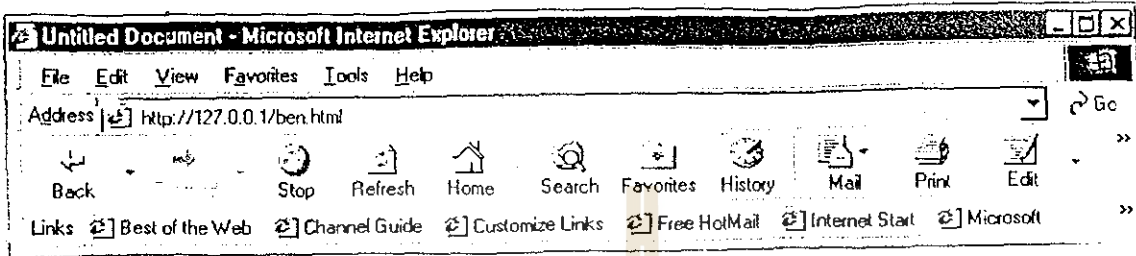 Untitled Document - Microsoft Internet Explorer
File Edit View Favorites Tools Help
Address http://127.0.0.1/ben.html Go
Back Stop Refresh Home Search Favorites History Mail Print Edit
Links Best of the Web Channel Guide Customize Links Free HotMail Internet Start Microsoft